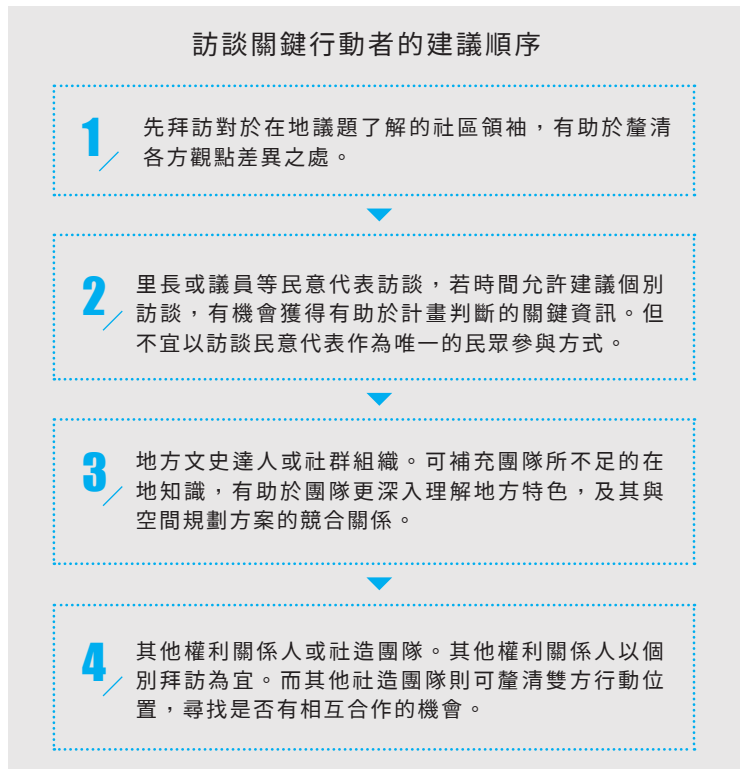 訪談關鍵行動者的建議順序
1
先拜訪對於在地議題了解的社區領袖，有助於釐清
各方觀點差異之處。
2
里長或議員等民意代表訪談，若時間允許建議個別
訪談，有機會獲得有助於計畫判斷的關鍵資訊。但
不宜以訪談民意代表作為唯一的民眾參與方式。
3
地方文史達人或社群組織。可補充團隊所不足的在
地知識，有助於團隊更深入理解地方特色，及其與
空間規劃方案的競合關係。
4
其他權利關係人或社造團隊。其他權利關係人以個
別拜訪為宜。而其他社造團隊則可釐清雙方行動位
置，尋找是否有相互合作的機會。